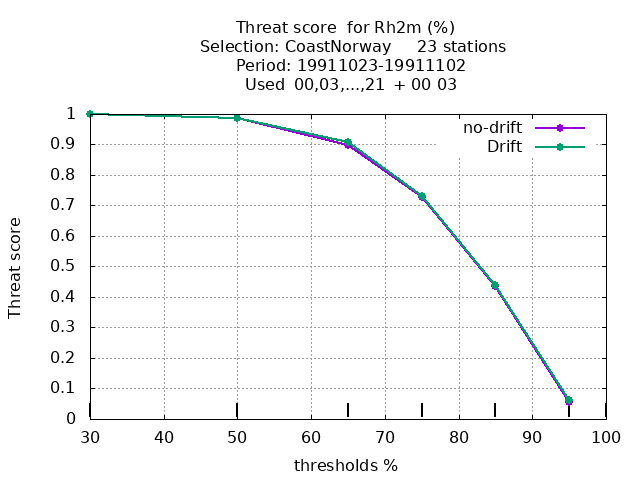 Threat score for Rh2m (%)
Selection: CoastNorway 23 stations
Period: 19911023-19911102
Used 00,03,...,21 + 00 03
no-drift
Drift
Threat score
1
0.9
0.8
0.7
0.6
0.5
0.4
0.3
0.2
0.1
0
30 40 50 60 70 80 90 100
thresholds %